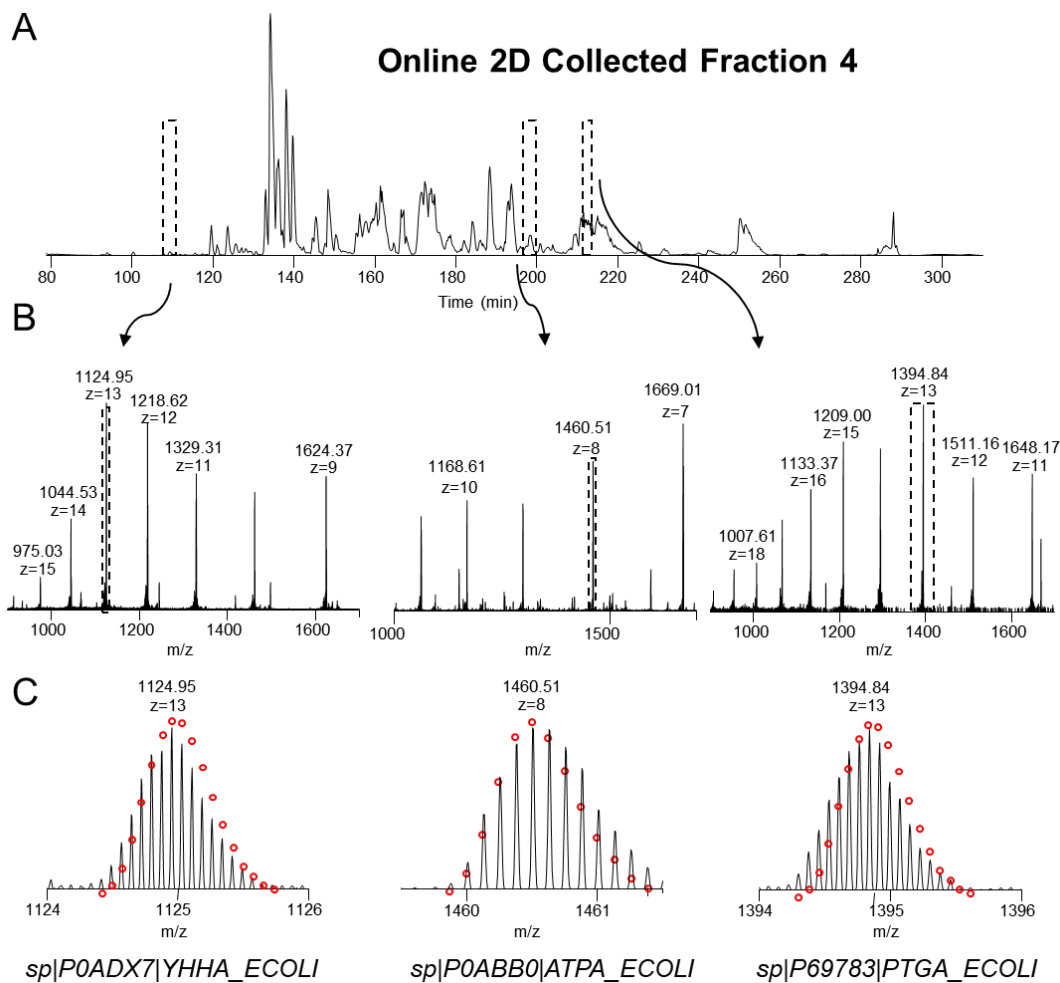 A
Online 2D Collected Fraction 4
80 100 120 140 160 180 200 220 240 260 280 300
Time (min)
B
1124.95
z=13
1218.62
z=12
1329.31
z=11
1624.37
z=9
1044.53
z=14
975.03
z=15
1000 1200 1400 1600
m/z
1669.01
z=7
1460.51
z=8
1168.61
z=10
1000 1500
m/z
1394.84
z=13
1209.00
z=15
1133.37
z=16
1511.16
z=12
1648.17
z=11
1007.61
z=18
1000 1200 1400 1600
m/z
C
1124.95
z=13
1124 1125 1126
m/z
sp|P0ADX7|YHHA_ECOLI
1460.51
z=8
1460 1461
m/z
sp|P0ABB0|ATPA_ECOLI
1394.84
z=13
1394 1395 1396
m/z
sp|P69783|PTGA_ECOLI